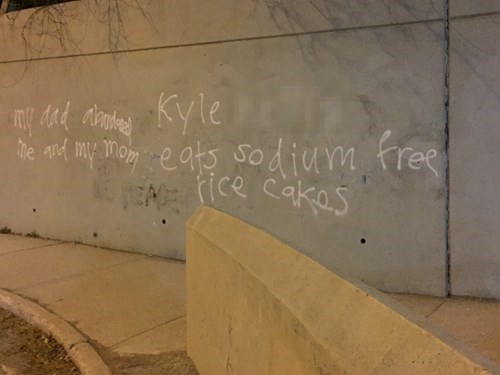 my dad abandoned
me and my mom
Kyle
eats sodium free
rice cakes